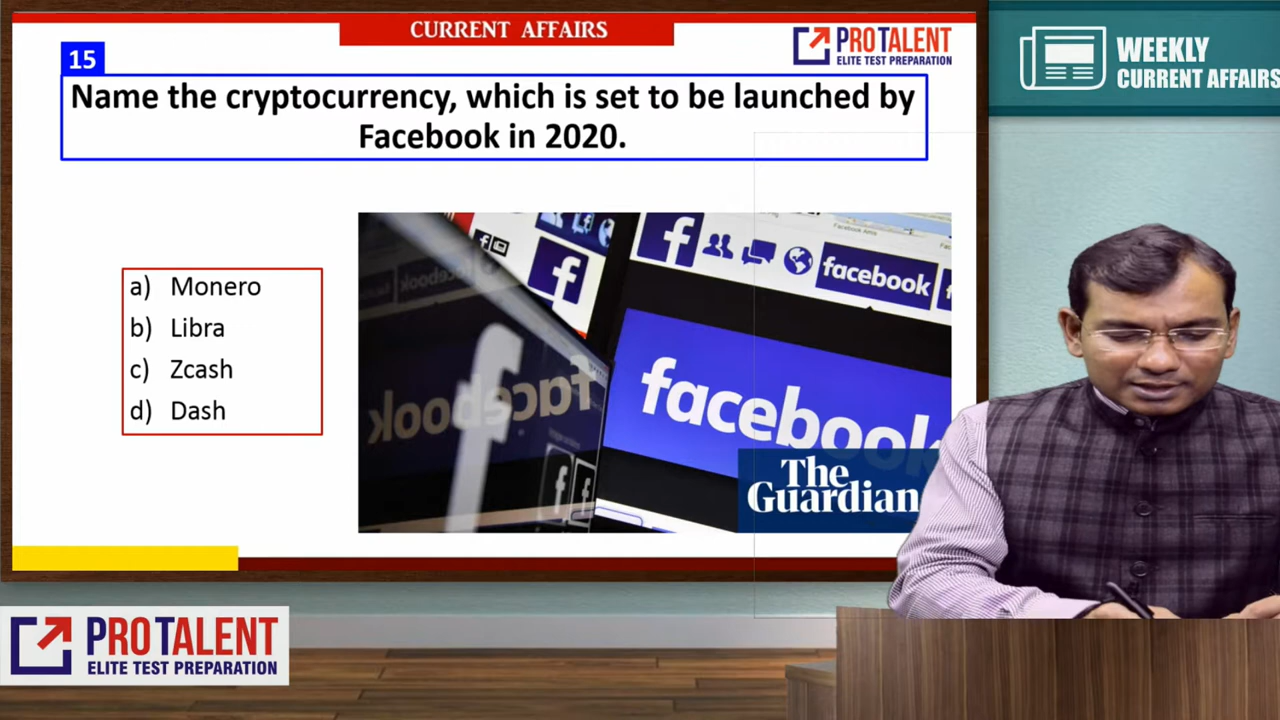 CURRENT AFFAIRS
PROTALENT
ELITE TEST PREPARATION
WEEKLY
CURRENT AFFAIRS
15
Name the cryptocurrency, which is set to be launched by
Facebook in 2020.
a) Monero
b) Libra
c) Zcash
d) Dash
facebook
facebook
facebook
The
Guardian
PROTALENT
ELITE TEST PREPARATION